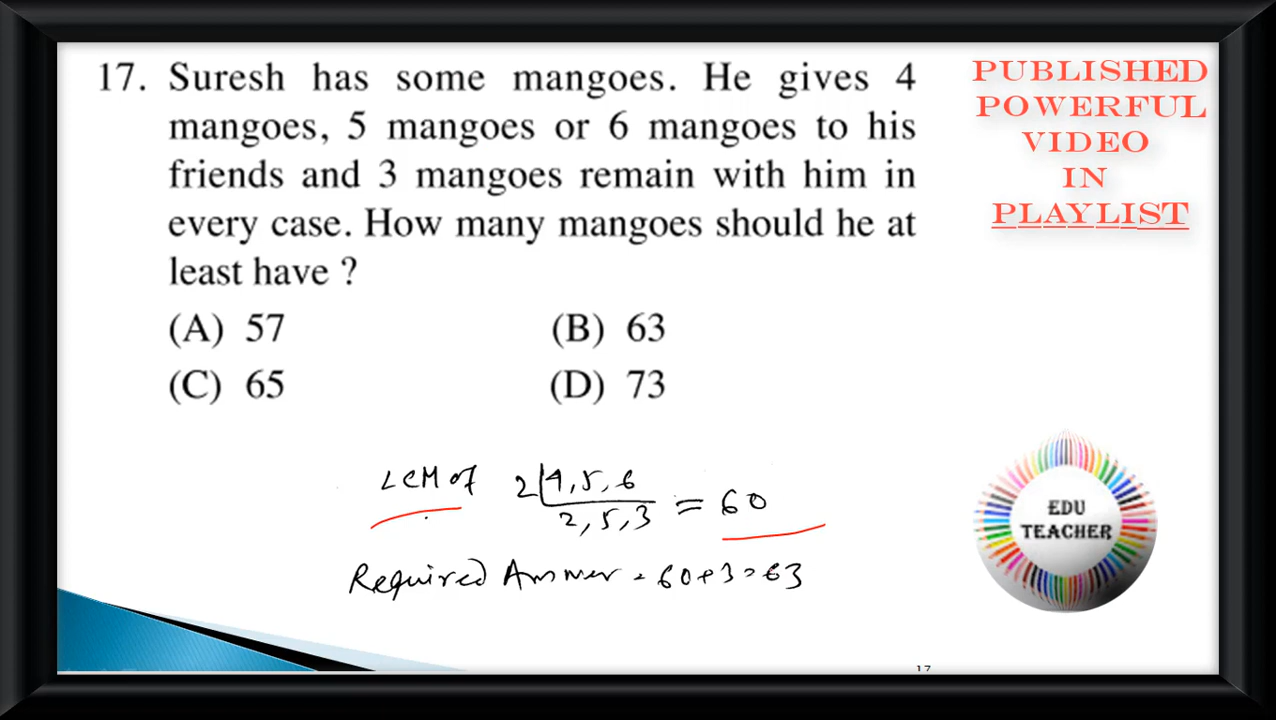 17. Suresh has some mangoes. He gives 4
mangoes, 5 mangoes or 6 mangoes to his
friends and 3 mangoes remain with him in
every case. How many mangoes should he at
least have ?
(A) 57 (B) 63
(C) 65 (D) 73
PUBLISHED
POWERFUL
VIDEO
IN
PLAYLIST
LCM of 2 4, 5, 6
2, 5, 3 = 60
Required Answer = 60+3=63
EDU
TEACHER
17